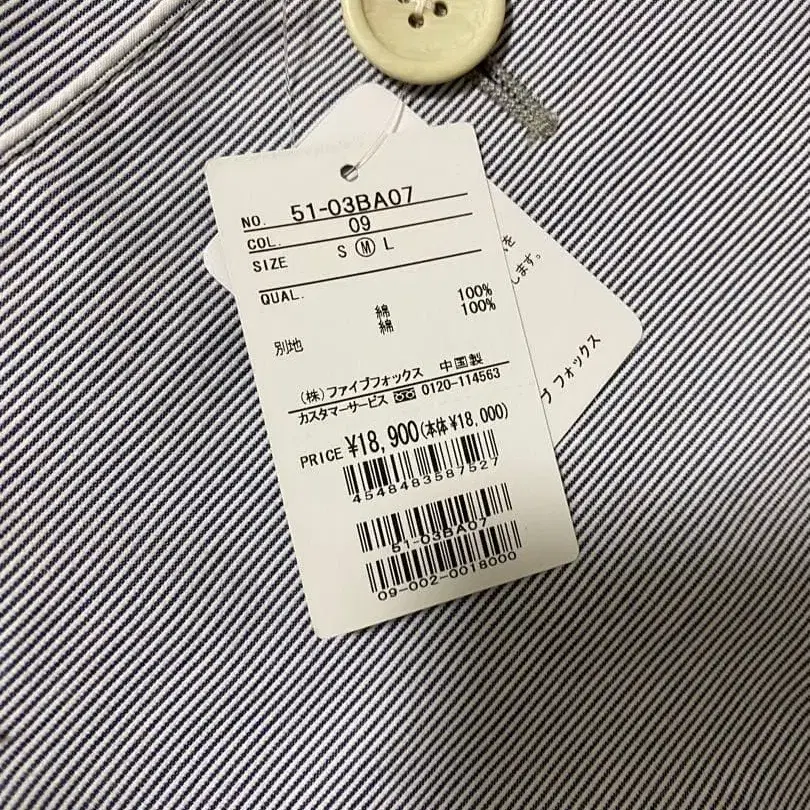 NO. 51-03BA07
COL. 09
SIZE S Ⓜ L
QUAL.
綿 100%
別地 綿 100%
(株)ファイブフォックス 中国製
カスタマーサービス 0120-114563
PRICE ¥18,900(本体¥18,000)
4548483587527
51-03BA07
09-002-0018000
を
します。
ブフォックス